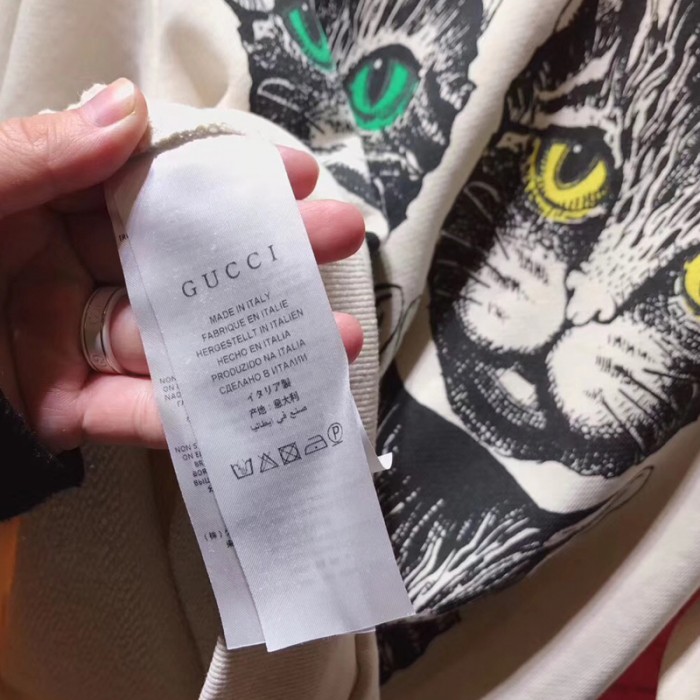 GUCCI
MADE IN ITALY
FABRIQUE EN ITALIE
HERGESTELLT IN ITALIEN
HECHO EN ITALIA
PRODUZIDO NA ITALIA
СДЕЛАНО В ИТАЛИИ
イタリア製
产地：意大利
صنع في إيطاليا
P